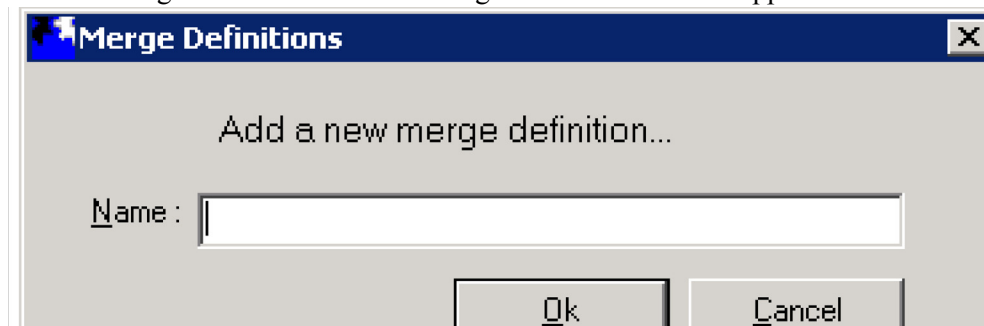 Merge Definitions
Add a new merge definition...
Name :
Ok Cancel